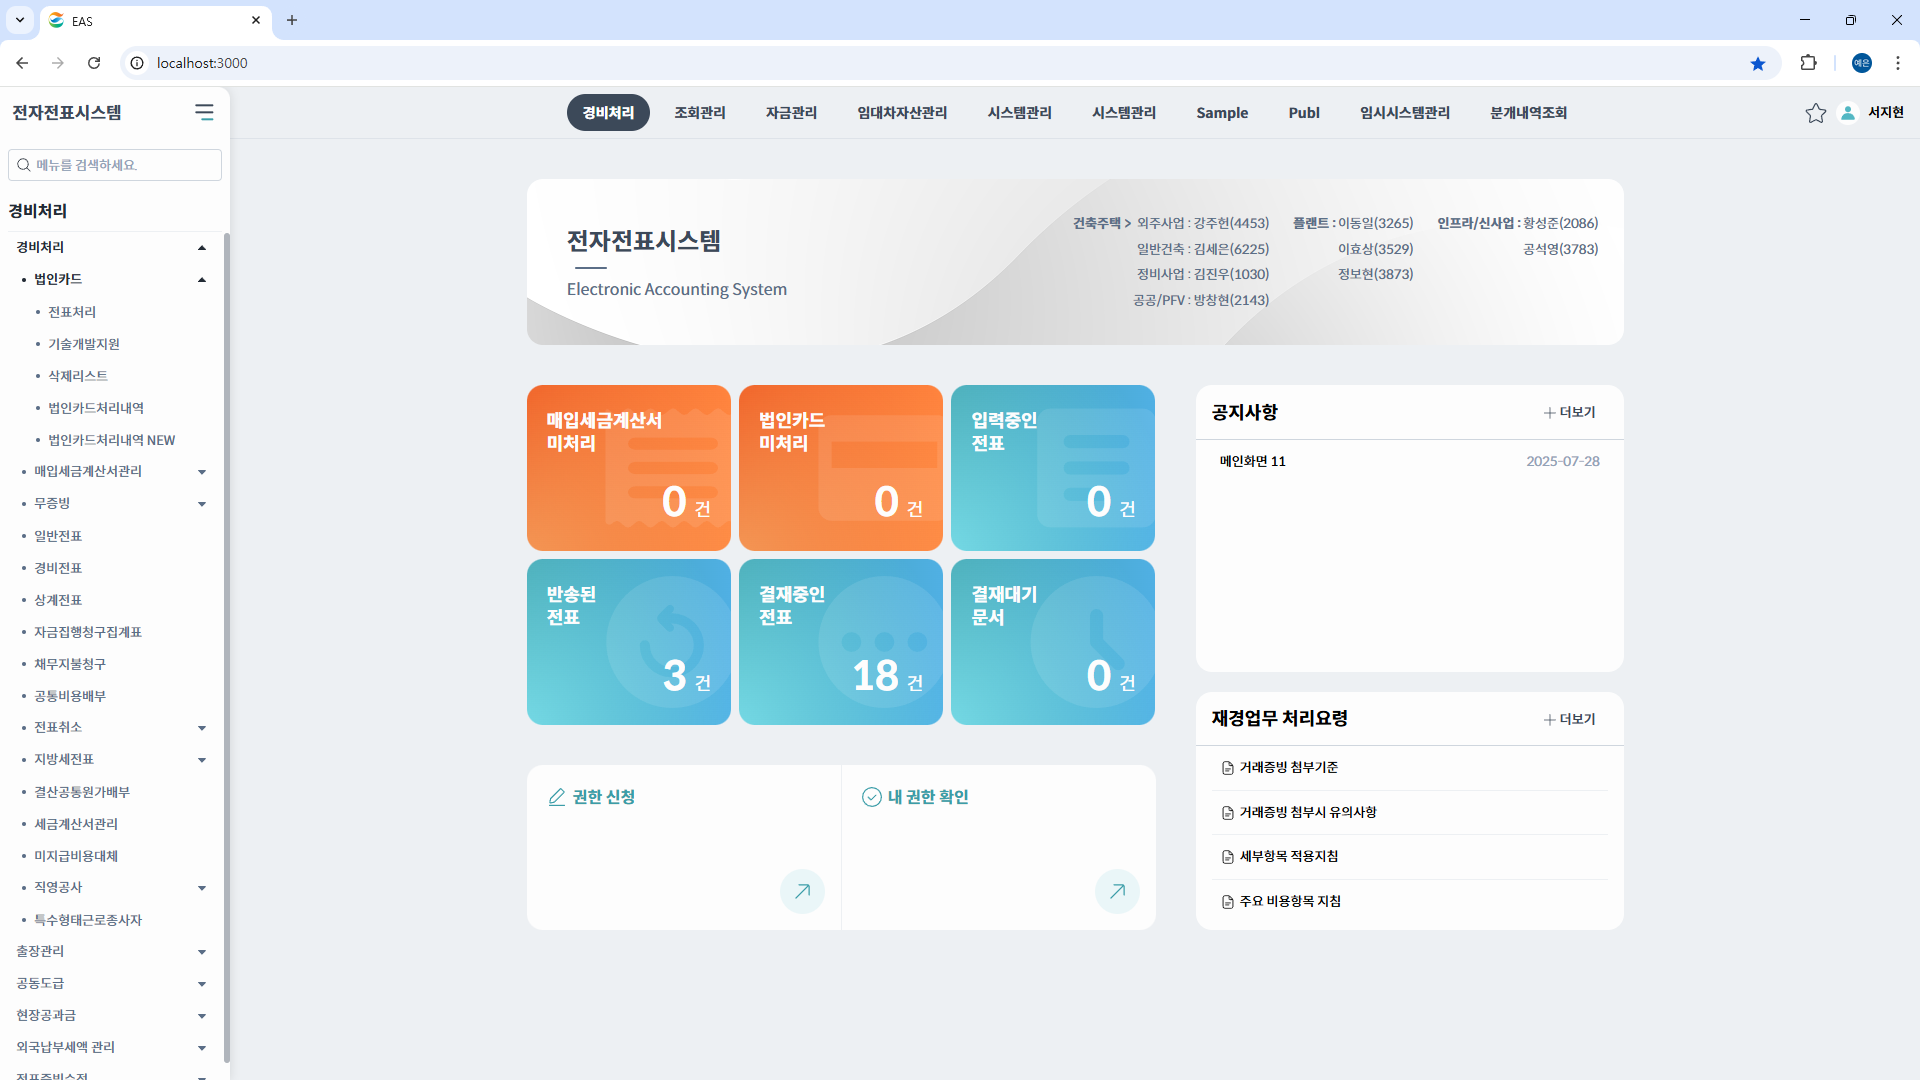 EAS
localhost:3000
예은
전자전표시스템
경비처리
조회관리
자금관리
임대차자산관리
시스템관리
시스템관리
Sample
Publ
임시시스템관리
분개내역조회
서지현
메뉴를 검색하세요.
경비처리
경비처리
법인카드
전표처리
기술개발지원
삭제리스트
법인카드처리내역
법인카드처리내역 NEW
매입세금계산서관리
무증빙
일반전표
경비전표
상계전표
자금집행청구집계표
채무지불청구
공통비용배부
전표취소
지방세전표
결산공통원가배부
세금계산서관리
미지급비용대체
직영공사
특수형태근로종사자
출장관리
공동도급
현장공과금
외국납부세액 관리
전표증빙수정
전자전표시스템
Electronic Accounting System
건축주택 > 외주사업 : 강주헌(4453)
일반건축 : 김세은(6225)
정비사업 : 김진우(1030)
공공/PFV : 방창현(2143)
플랜트 : 이동일(3265)
이효상(3529)
정보현(3873)
인프라/신사업 : 황성준(2086)
공석영(3783)
매입세금계산서
미처리
0 건
법인카드
미처리
0 건
입력중인
전표
0 건
반송된
전표
3 건
결재중인
전표
18 건
결재대기
문서
0 건
권한 신청
내 권한 확인
공지사항
더보기
메인화면 11
2025-07-28
재경업무 처리요령
더보기
거래증빙 첨부기준
거래증빙 첨부시 유의사항
세부항목 적용지침
주요 비용항목 지침